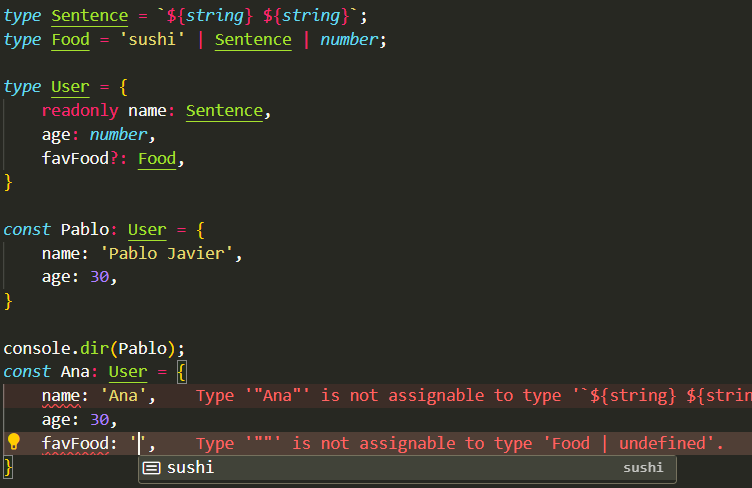 type Sentence = `${string} ${string}`;
type Food = 'sushi' | Sentence | number;
type User = {
readonly name: Sentence,
age: number,
favFood?: Food,
}
const Pablo: User = {
name: 'Pablo Javier',
age: 30,
}
console.dir(Pablo);
const Ana: User = {
name: 'Ana', Type '"Ana"' is not assignable to type '`${string} ${strin
age: 30,
favFood: '', Type '""' is not assignable to type 'Food | undefined'.
sushi sushi
}